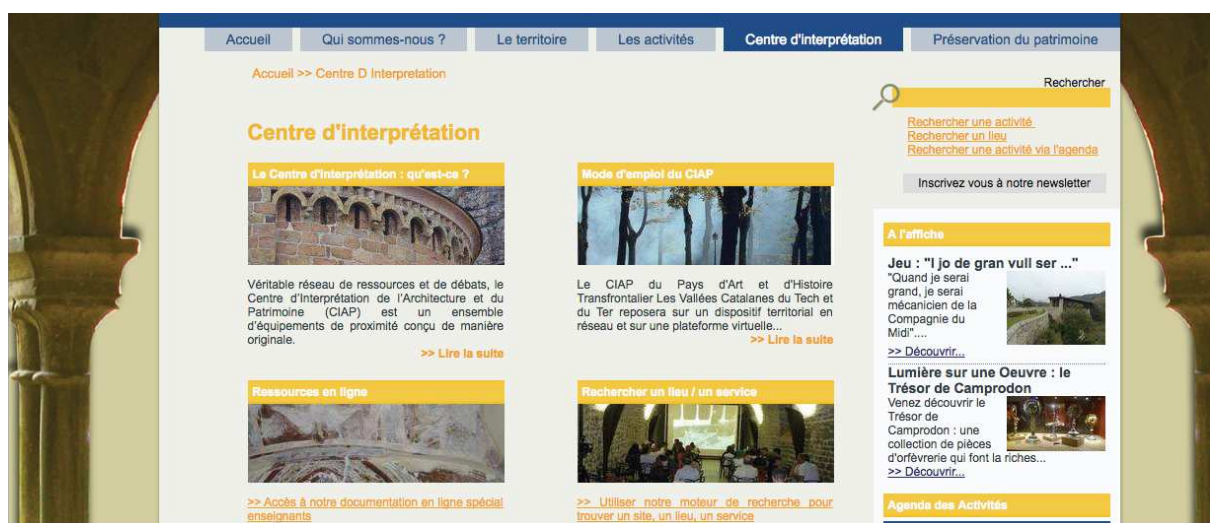 Accueil
Qui sommes-nous ?
Le territoire
Les activités
Centre d'interprétation
Préservation du patrimoine
Accueil >> Centre D Interpretation
Rechercher
Rechercher une activité
Rechercher un lieu
Rechercher une activité via l'agenda
Inscrivez vous à notre newsletter
Centre d'interprétation
Le Centre d'Interprétation : qu'est-ce ?
Véritable réseau de ressources et de débats, le
Centre d'Interprétation de l'Architecture et du
Patrimoine (CIAP) est un ensemble
d'équipements de proximité conçu de manière
originale.
>> Lire la suite
Mode d'emploi du CIAP
Le CIAP du Pays d'Art et d'Histoire
Transfrontalier Les Vallées Catalanes du Tech et
du Ter reposera sur un dispositif territorial en
réseau et sur une plateforme virtuelle...
>> Lire la suite
Ressources en ligne
>> Accès à notre documentation en ligne spécial
enseignants
Rechercher un lieu / un service
>> Utiliser notre moteur de recherche pour
trouver un site, un lieu, un service
A l'affiche
Jeu : "I jo de gran vull ser ..."
"Quand je serai
grand, je serai
mécanicien de la
Compagnie du
Midi"....
>> Découvrir...
Lumière sur une Oeuvre : le
Trésor de Camprodon
Venez découvrir le
Trésor de
Camprodon : une
collection de pièces
d'orfèvrerie qui font la riches...
>> Découvrir...
Agenda des Activités